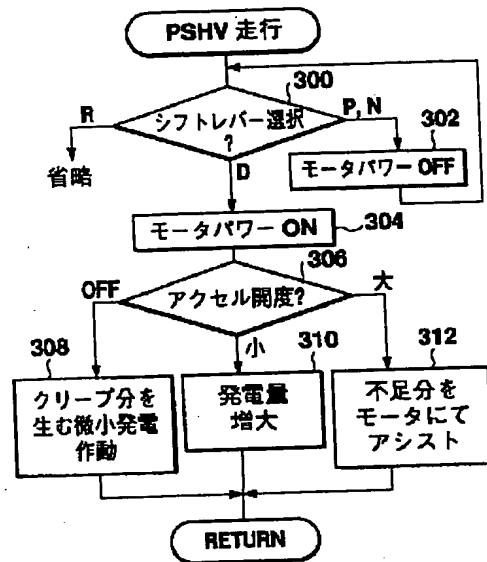 PSHV 走行
300
R
シフトレバー選択
?
P, N
302
省略
D
モータパワー OFF
モータパワー ON
304
306
OFF
アクセル開度?
大
308
小
310
312
クリープ分を
生む微小発電
作動
発電量
増大
不足分を
モータにて
アシスト
RETURN